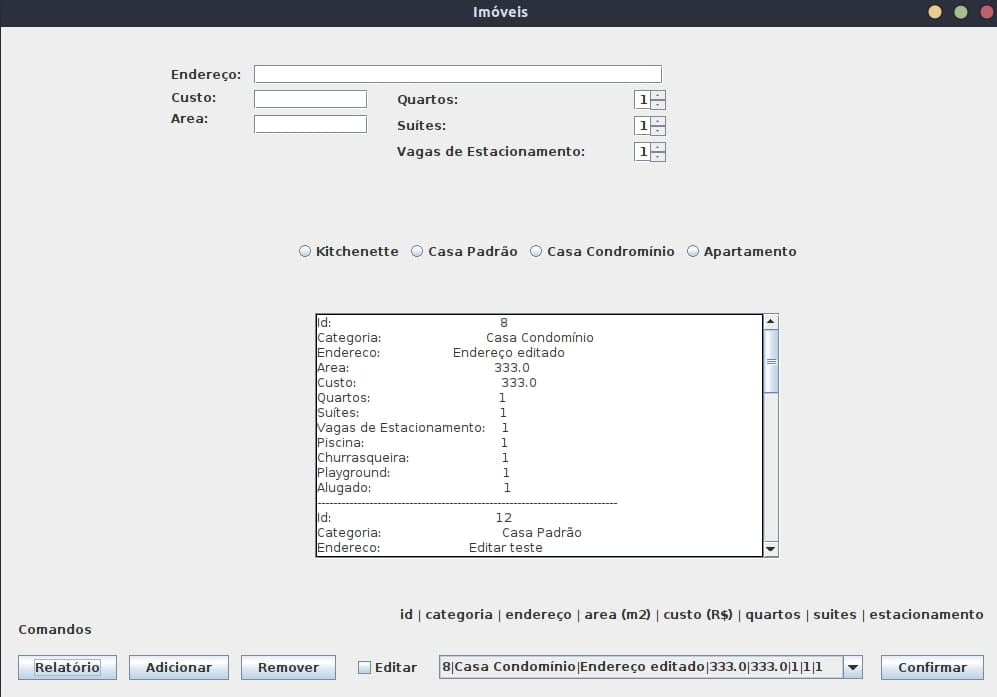 Imóveis
Endereço:
Custo:
Quartos: 1
Area:
Suítes: 1
Vagas de Estacionamento: 1
Kitchenette Casa Padrão Casa Condromínio Apartamento
Id: 8
Categoria: Casa Condomínio
Endereco: Endereço editado
Area: 333.0
Custo: 333.0
Quartos: 1
Suítes: 1
Vagas de Estacionamento: 1
Piscina: 1
Churrasqueira: 1
Playground: 1
Alugado: 1
--------------------------------------------------------------------------------
Id: 12
Categoria: Casa Padrão
Endereco: Editar teste
id | categoria | endereço | area (m2) | custo (R$) | quartos | suites | estacionamento
Comandos
Relatório Adicionar Remover Editar 8|Casa Condomínio|Endereço editado|333.0|333.0|1|1|1 Confirmar